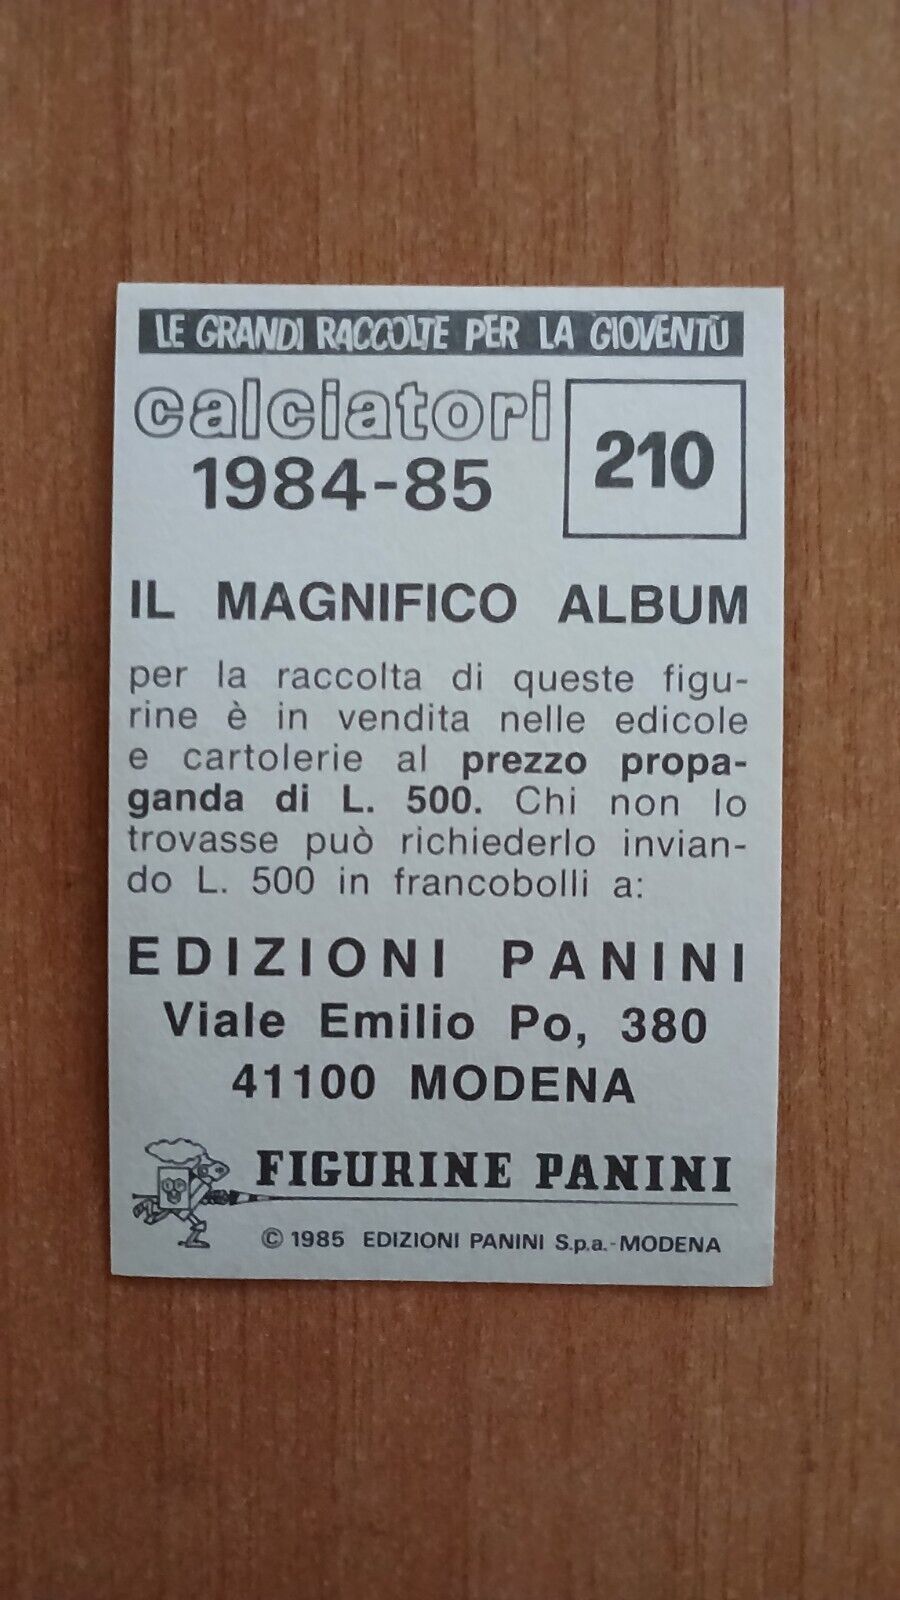 LE GRANDI RACCOLTE PER LA GIOVENTÙ
calciatori
1984-85
210
IL MAGNIFICO ALBUM
per la raccolta di queste figu-
rine è in vendita nelle edicole
e cartolerie al prezzo propa-
ganda di L. 500. Chi non lo
trovasse può richiederlo invian-
do L. 500 in francobolli a:
EDIZIONI PANINI
Viale Emilio Po, 380
41100 MODENA
FIGURINE PANINI
© 1985 EDIZIONI PANINI S.p.a.-MODENA